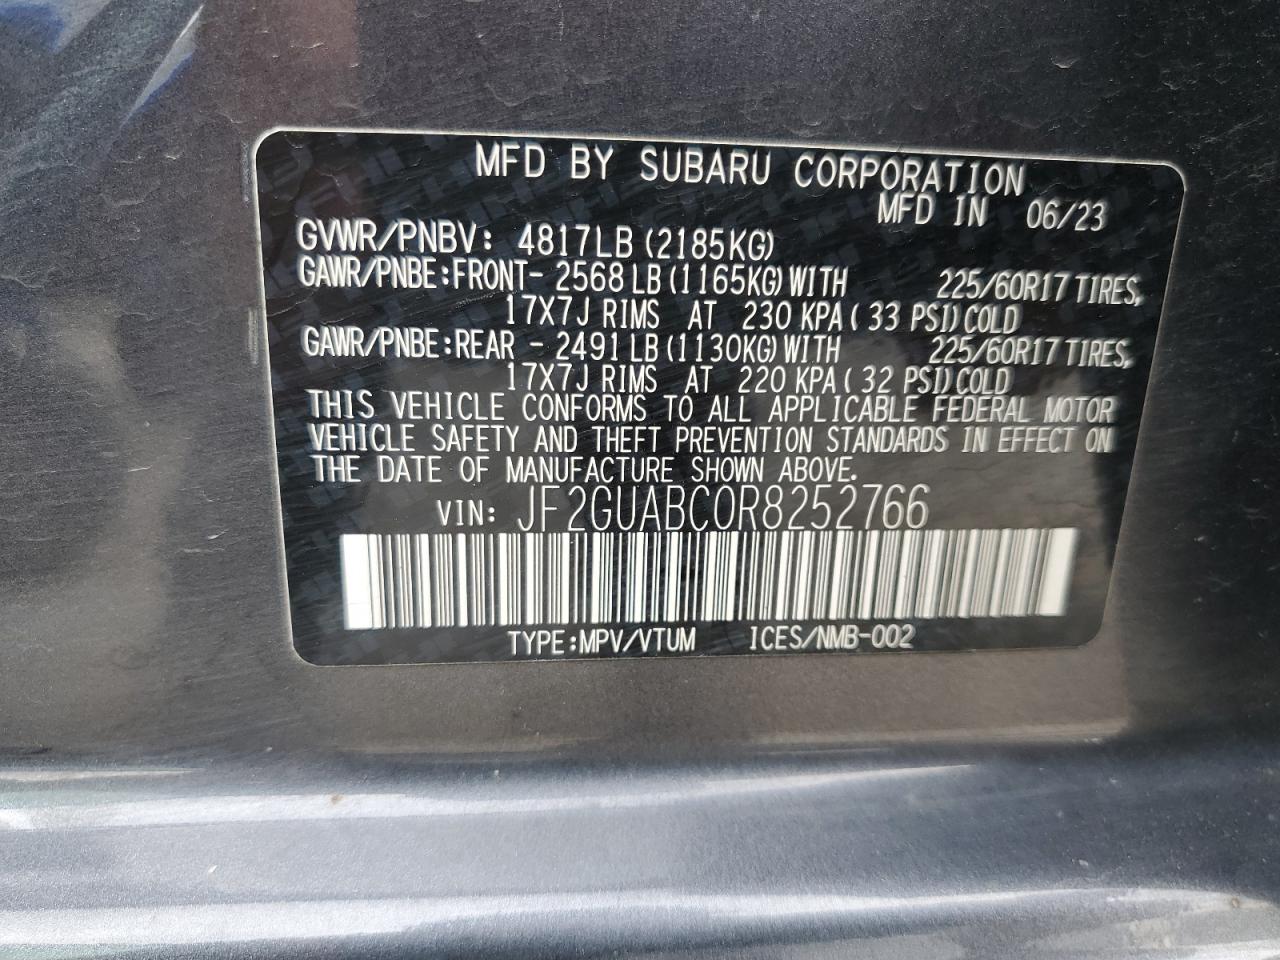 MFD BY SUBARU CORPORATION
MFD IN 06/23
GVWR/PNBV: 4817LB (2185KG)
GAWR/PNBE:FRONT- 2568 LB (1165KG) WITH 225/60R17 TIRES,
17X7J RIMS AT 230 KPA ( 33 PSI) COLD
GAWR/PNBE:REAR - 2491 LB (1130KG) WITH 225/60R17 TIRES,
17X7J RIMS AT 220 KPA ( 32 PSI) COLD
THIS VEHICLE CONFORMS TO ALL APPLICABLE FEDERAL MOTOR
VEHICLE SAFETY AND THEFT PREVENTION STANDARDS IN EFFECT ON
THE DATE OF MANUFACTURE SHOWN ABOVE.
VIN: JF2GUABC0R8252766
TYPE:MPV/VTUM ICES/NMB-002